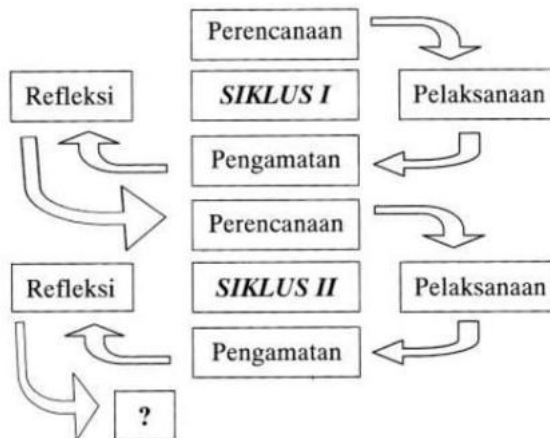 Perencanaan
Refleksi
SIKLUS I
Pelaksanaan
Pengamatan
Perencanaan
Refleksi
SIKLUS II
Pelaksanaan
Pengamatan
?